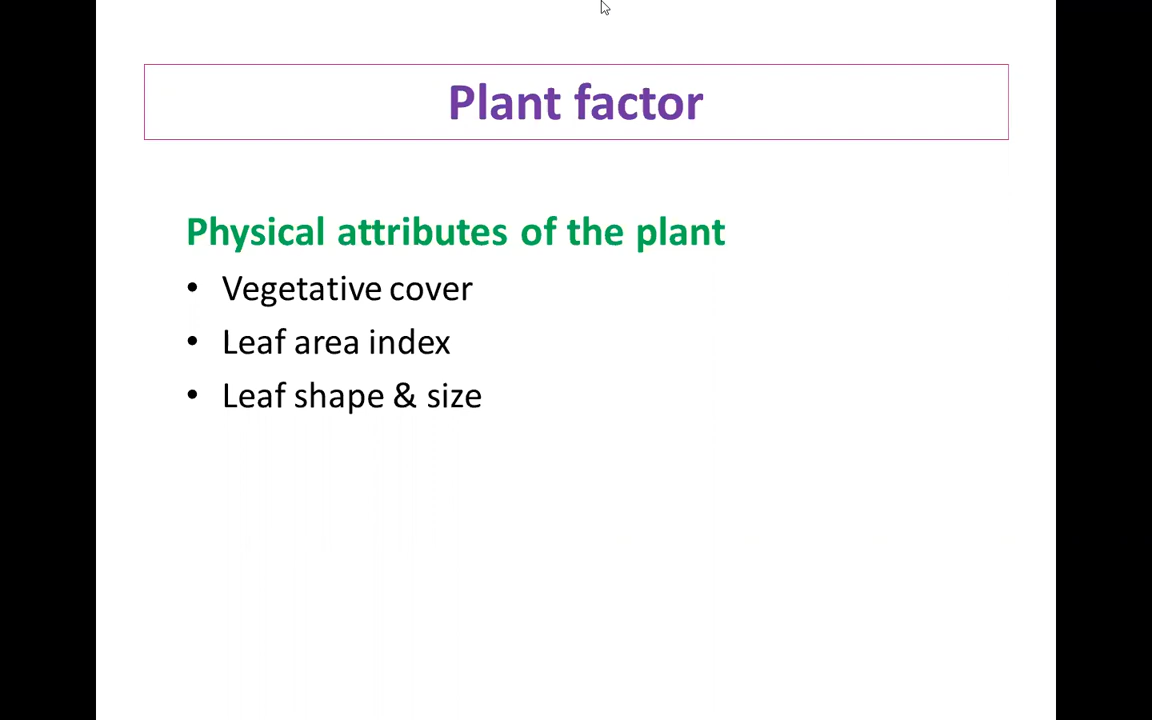 Plant factor
Physical attributes of the plant
• Vegetative cover
• Leaf area index
• Leaf shape & size